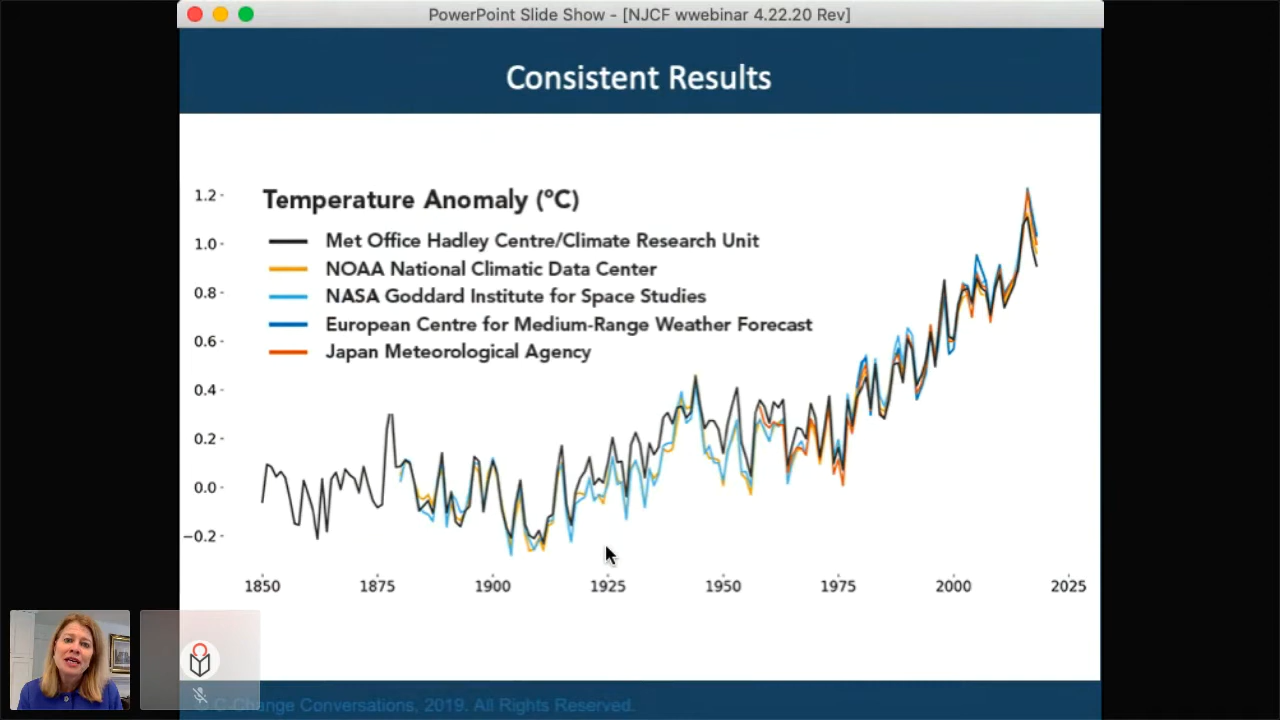 PowerPoint Slide Show - [NJCF wwebinar 4.22.20 Rev]
Consistent Results
Temperature Anomaly (ºC)
Met Office Hadley Centre/Climate Research Unit
NOAA National Climatic Data Center
NASA Goddard Institute for Space Studies
European Centre for Medium-Range Weather Forecast
Japan Meteorological Agency
1.2
1.0
0.8
0.6
0.4
0.2
0.0
−0.2
1850 1875 1900 1925 1950 1975 2000 2025
© C-Change Conversations, 2019. All Rights Reserved.